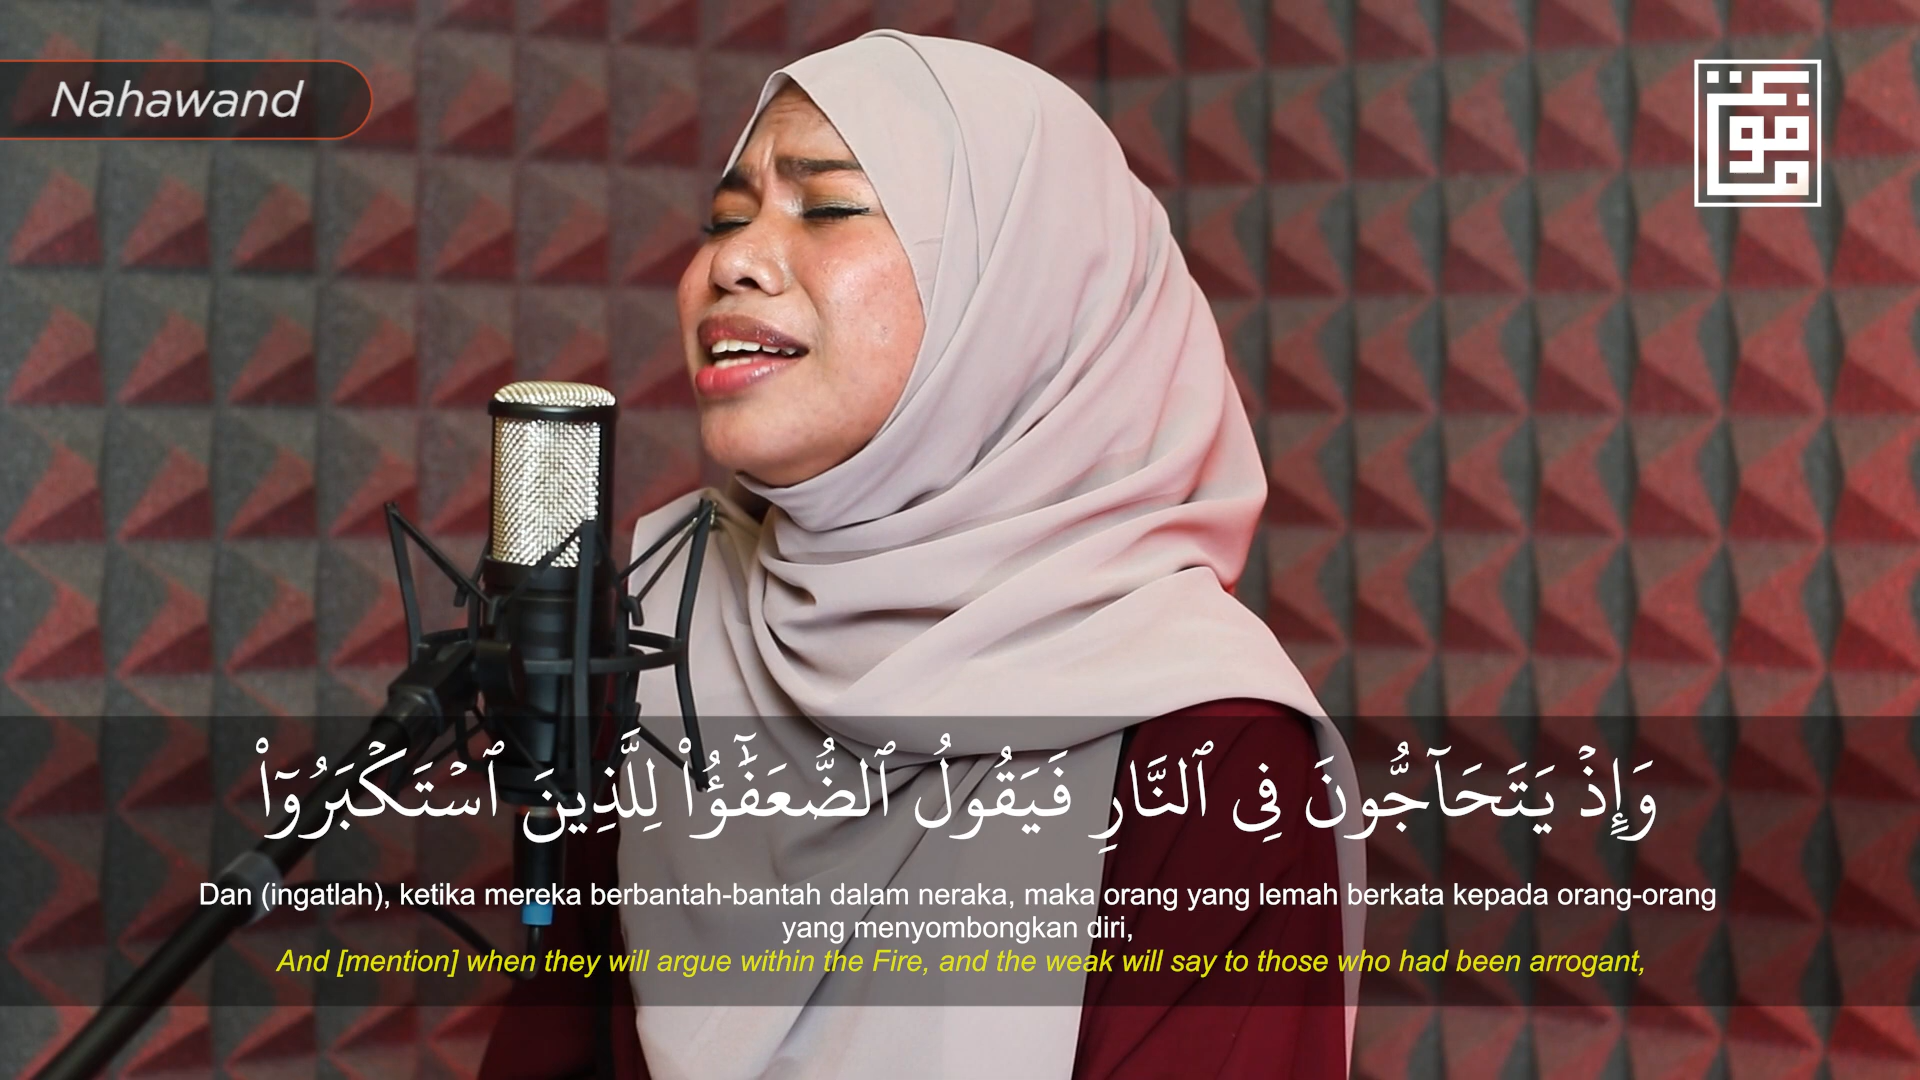 Nahawand
وَإِذۡ يَتَحَآجُّونَ فِي ٱلنَّارِ فَيَقُولُ ٱلضُّعَفَٰٓؤُاْ لِلَّذِينَ ٱسۡتَكۡبَرُوٓاْ
Dan (ingatlah), ketika mereka berbantah-bantah dalam neraka, maka orang yang lemah berkata kepada orang-orang
yang menyombongkan diri,
And [mention] when they will argue within the Fire, and the weak will say to those who had been arrogant,